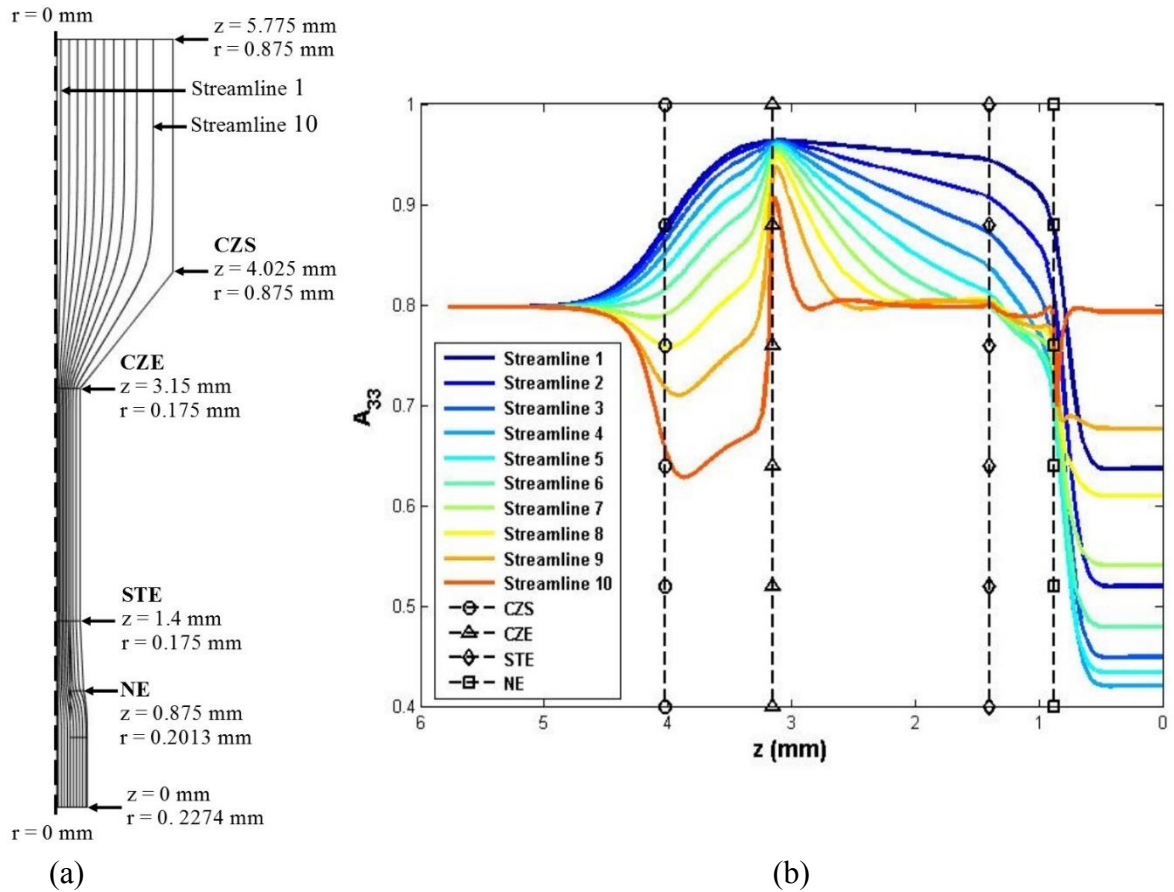 r = 0 mm
z = 5.775 mm
r = 0.875 mm
Streamline 1
Streamline 10
CZS
z = 4.025 mm
r = 0.875 mm
CZE
z = 3.15 mm
r = 0.175 mm
STE
z = 1.4 mm
r = 0.175 mm
NE
z = 0.875 mm
r = 0.2013 mm
z = 0 mm
r = 0. 2274 mm
r = 0 mm
(a)
1
0.9
0.8
0.7
0.6
0.5
0.4
A33
Streamline 1
Streamline 2
Streamline 3
Streamline 4
Streamline 5
Streamline 6
Streamline 7
Streamline 8
Streamline 9
Streamline 10
CZS
CZE
STE
NE
6 5 4 3 2 1 0
z (mm)
(b)